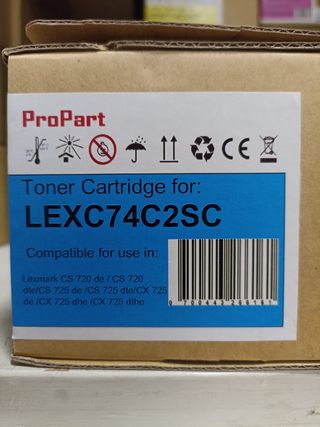 ProPart
CE
Toner Cartridge for:
LEXC74C2SC
Compatible for use in:
Lexmark CS 720 de / CS 720
dte/CS 725 de /CS 725 dte/CX 725
de /CX 725 dhe /CX 725 dthe